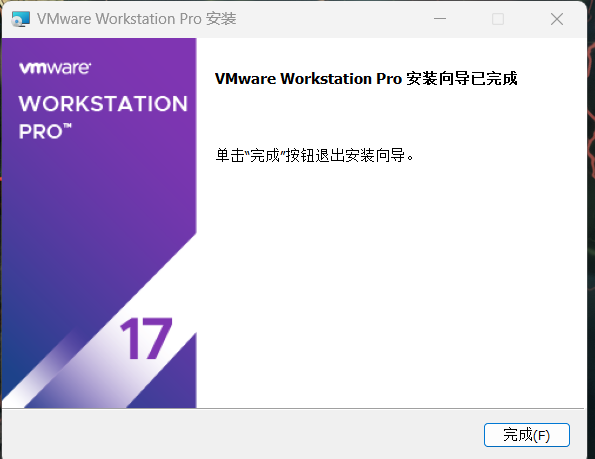 VMware Workstation Pro 安装
vmware®
WORKSTATION
PRO™
17
VMware Workstation Pro 安装向导已完成
单击“完成”按钮退出安装向导。
完成(F)